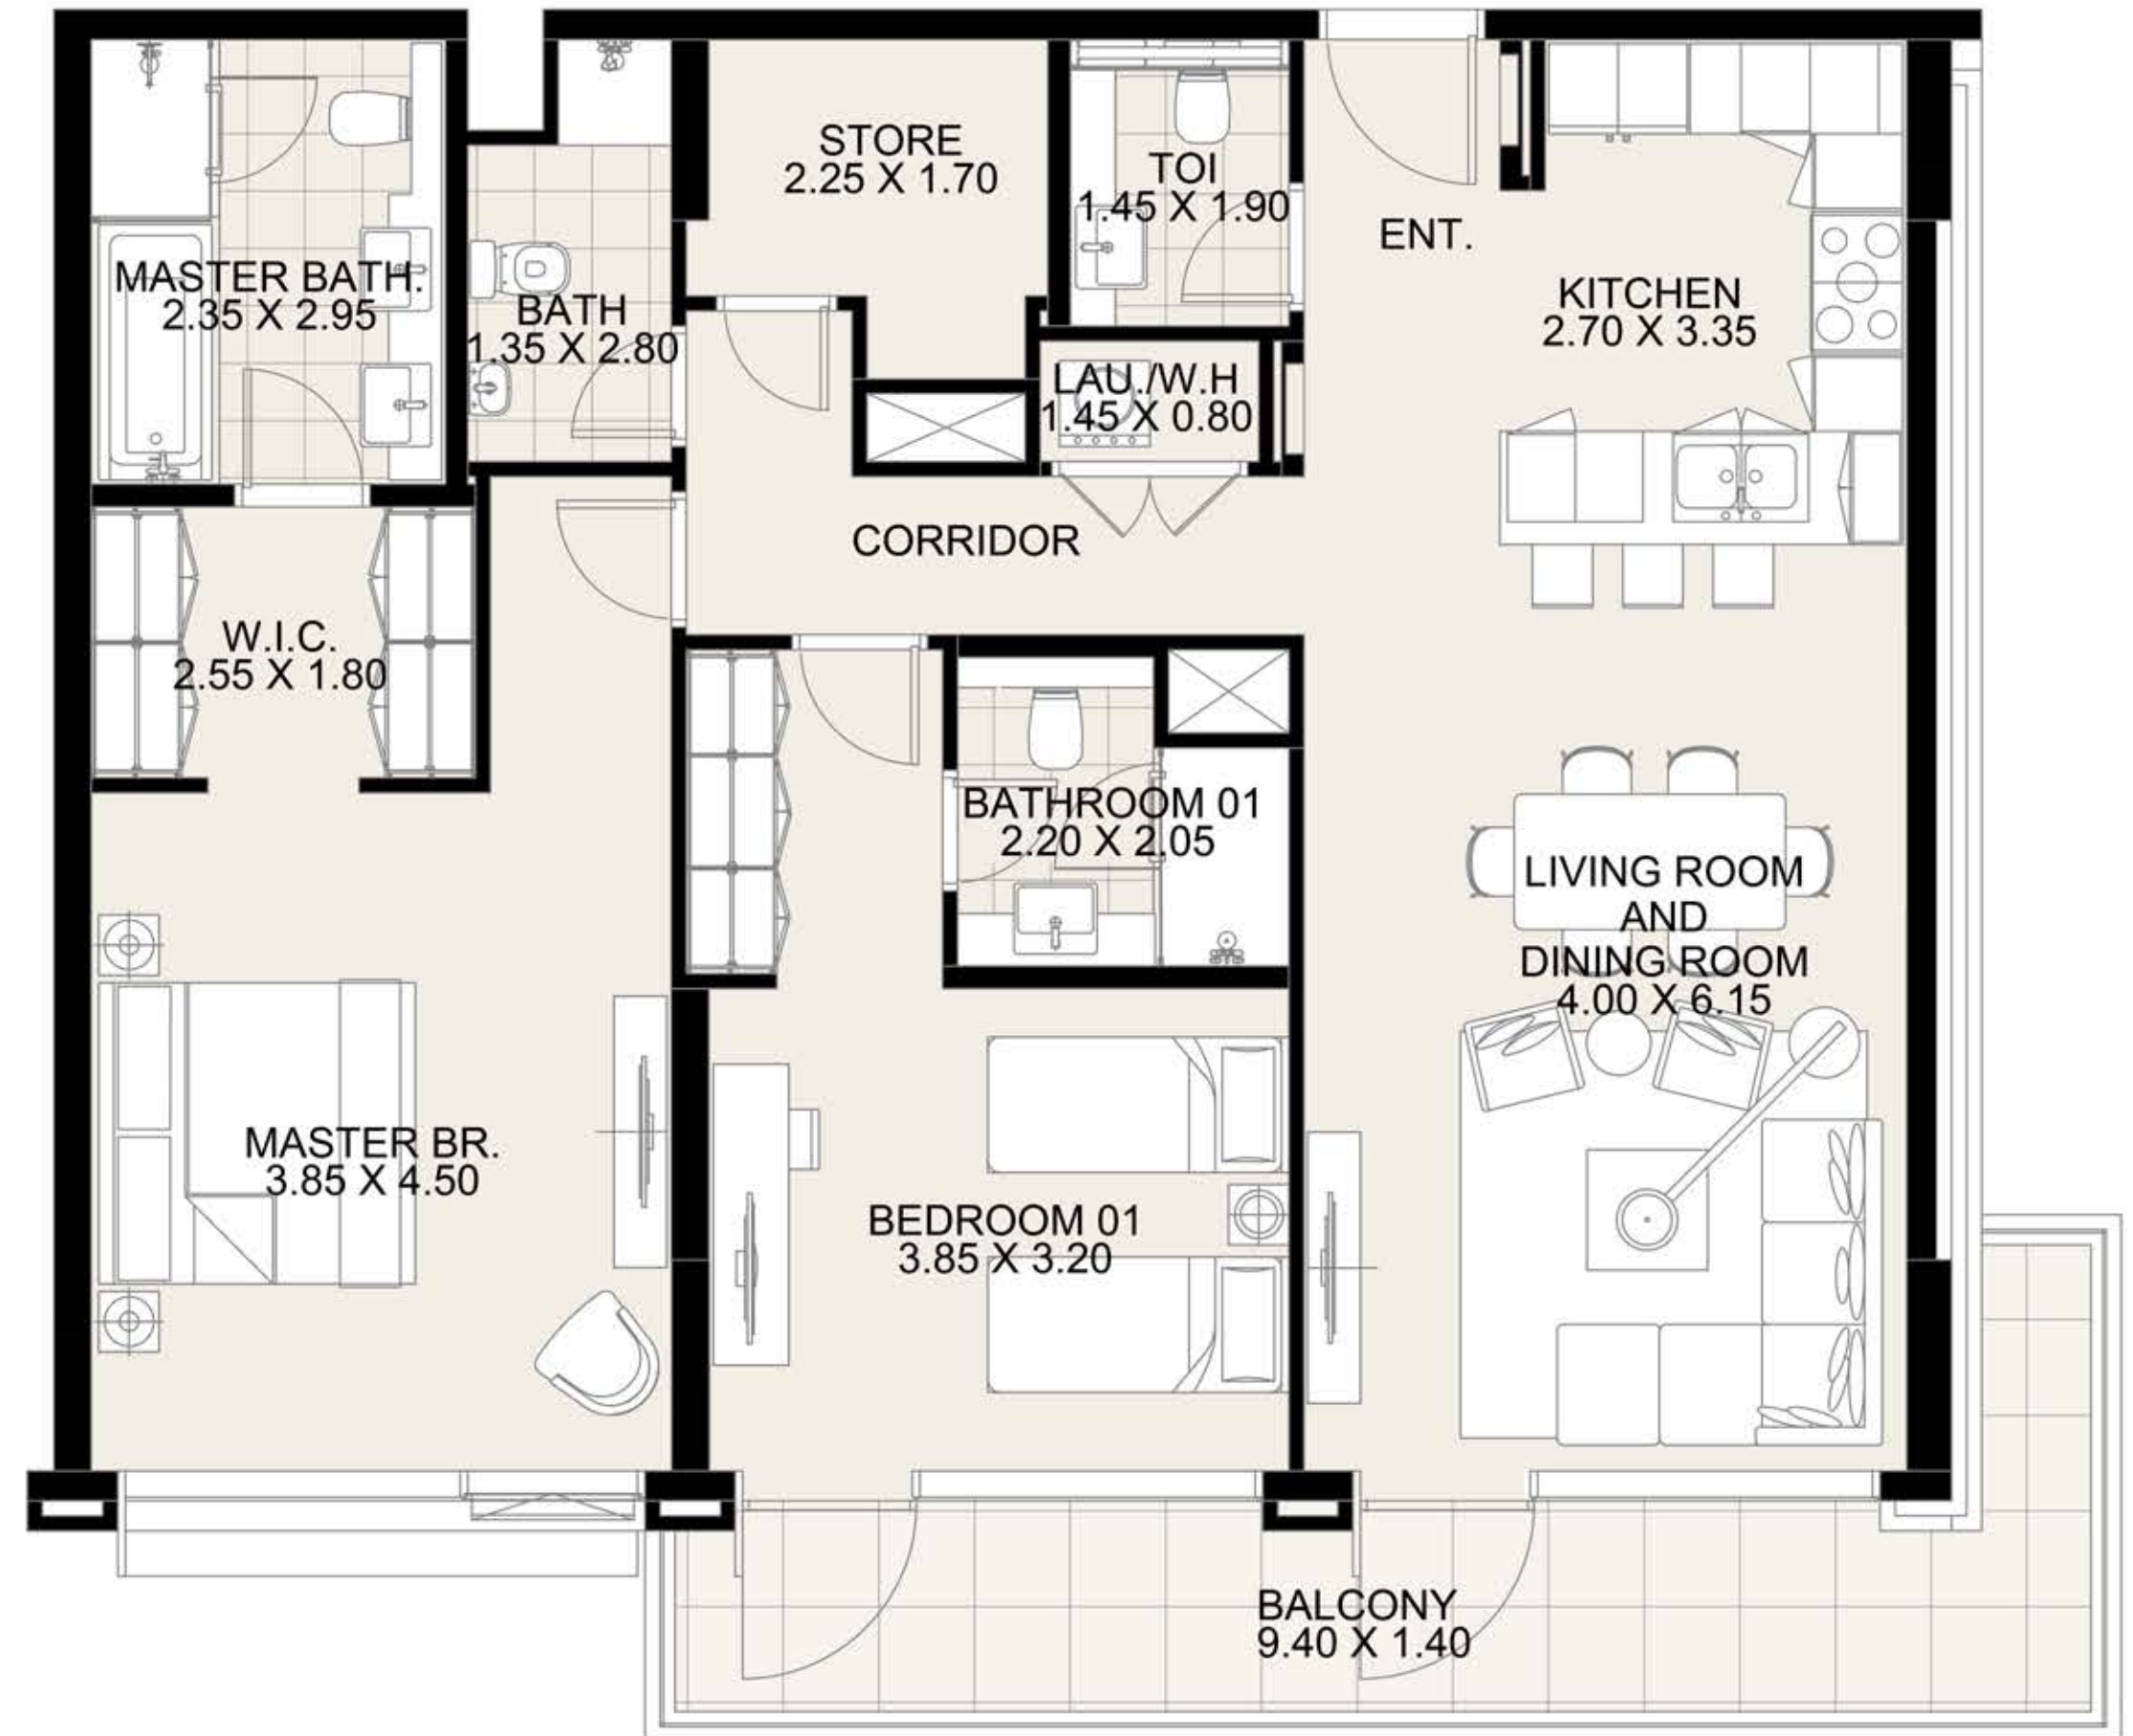 STORE
2.25 X 1.70
TOI
1.45 X 1.90
ENT.
MASTER BATH.
2.35 X 2.95
BATH
1.35 X 2.80
KITCHEN
2.70 X 3.35
LAU./W.H
1.45 X 0.80
CORRIDOR
W.I.C.
2.55 X 1.80
BATHROOM 01
2.20 X 2.05
LIVING ROOM
AND
DINING ROOM
4.00 X 6.15
MASTER BR.
3.85 X 4.50
BEDROOM 01
3.85 X 3.20
BALCONY
9.40 X 1.40